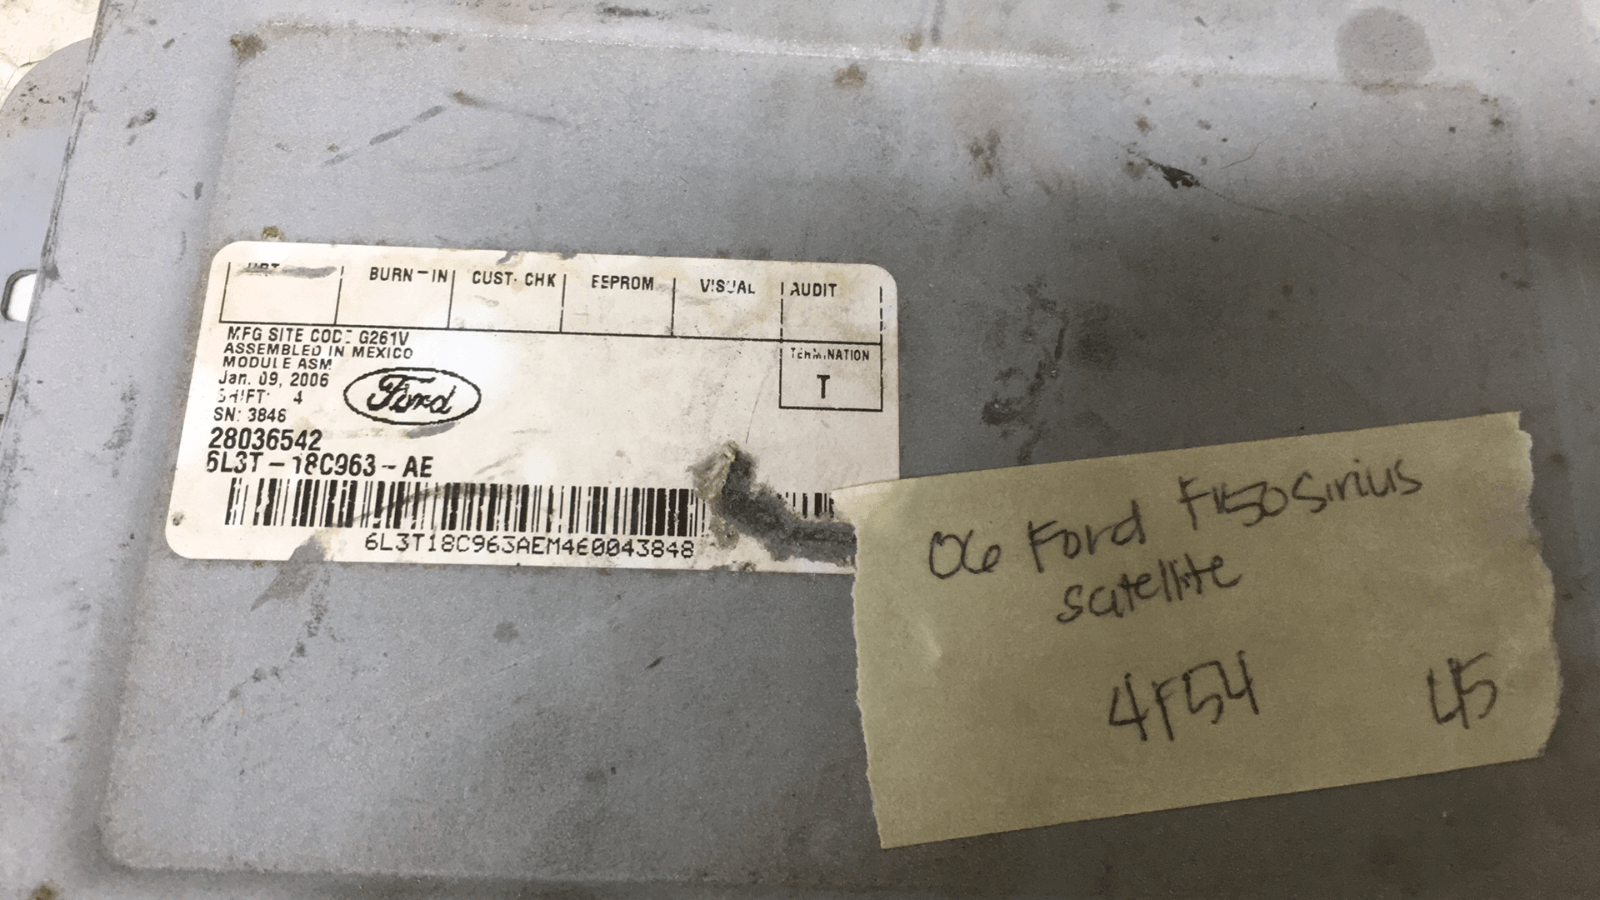 BURN-IN CUST. CHK EEPROM VISUAL AUDIT
MFG SITE CODE G261V
ASSEMBLED IN MEXICO
TERMINATION
MODULE ASM
Jan. 09, 2006
T
SHIFT: 4
Ford
SN: 3846
28036542
6L3T-18C963-AE
6L3T18C963AEM460043848
06 Ford F150 Sirius
satellite
4F54 45